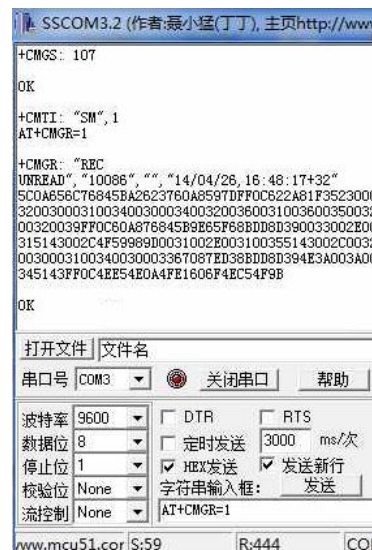 SSCOM3.2 (作者:聂小猛(丁丁), 主页http://www
+CMGS: 107
OK
+CMTI: "SM",1
AT+CMGR=1
+CMGR: "REC
UNREAD","10086","","14/04/26,16:48:17+32"
5C0A656C76845BA2623760A8597DFF0C622A81F3523000
320030003100340030003400320036003100360035003
00320039FF0C60A876845B9E65F68BDD8D390033002E00
315143002C4F59989D0031002E003100355143002C0032
0030003100340030003367087ED38BDD8D394E3A003A00
345143FF0C4EE54E0A4FE1606F4EC54F9B
OK
打开文件 文件名
串口号 COM3 关闭串口 帮助
波特率 9600 DTR RTS
数据位 8 定时发送 3000 ms/次
停止位 1 HEX发送 发送新行
校验位 None 字符串输入框: 发送
流控制 None AT+CMGR=1
www.mcu51.cor S:59 R:444 COI